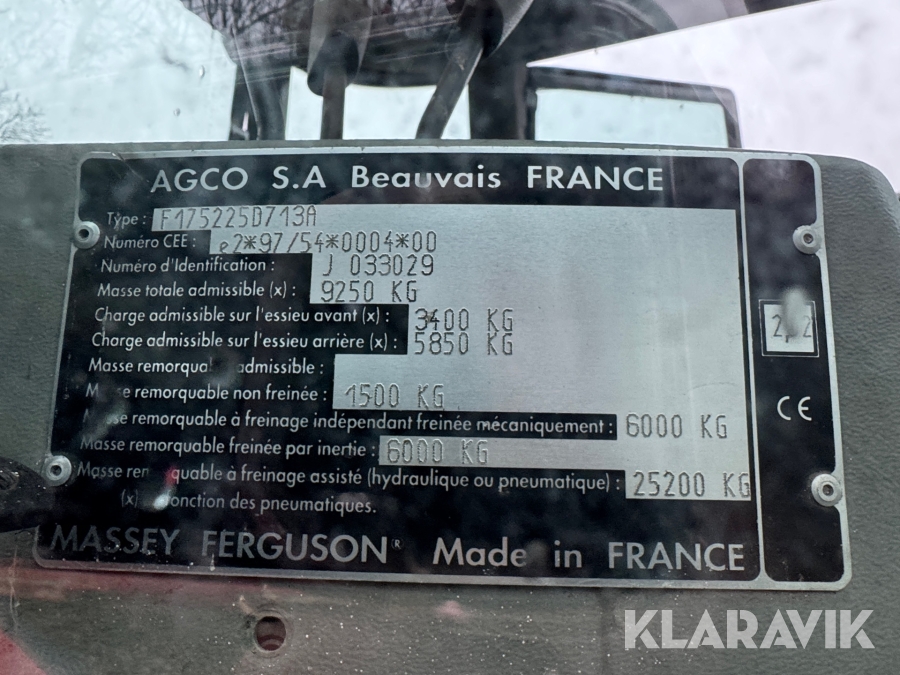 AGCO S.A Beauvais FRANCE
Type : F175225D713A
Numéro CEE : e2*97/54*0004*00
Numéro d'Identification : J 033029
Masse totale admissible (x) : 9250 KG
Charge admissible sur l'essieu avant (x) : 3400 KG
Charge admissible sur l'essieu arrière (x) : 5850 KG
Masse admissible :
remorquable non freinée : 1500 KG
remorquable à freinage indépendant freinée mécaniquement : 6000 KG
Masse remorquable freinée par inertie : 6000 KG
Masse à freinage assisté (hydraulique ou pneumatique) : 25200 KG
(x) des pneumatiques.
MASSEY FERGUSON® Made in FRANCE
CE
KLARAVIK